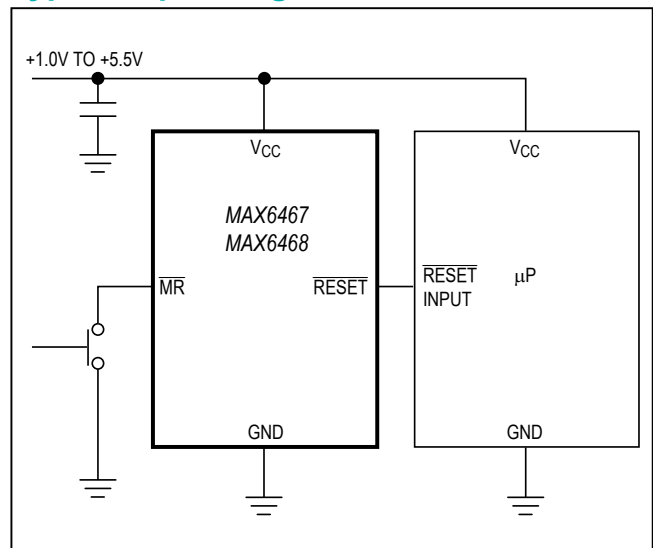 +1.0V TO +5.5V
VCC
VCC
MAX6467
MAX6468
MR
RESET
RESET
INPUT
μP
GND
GND